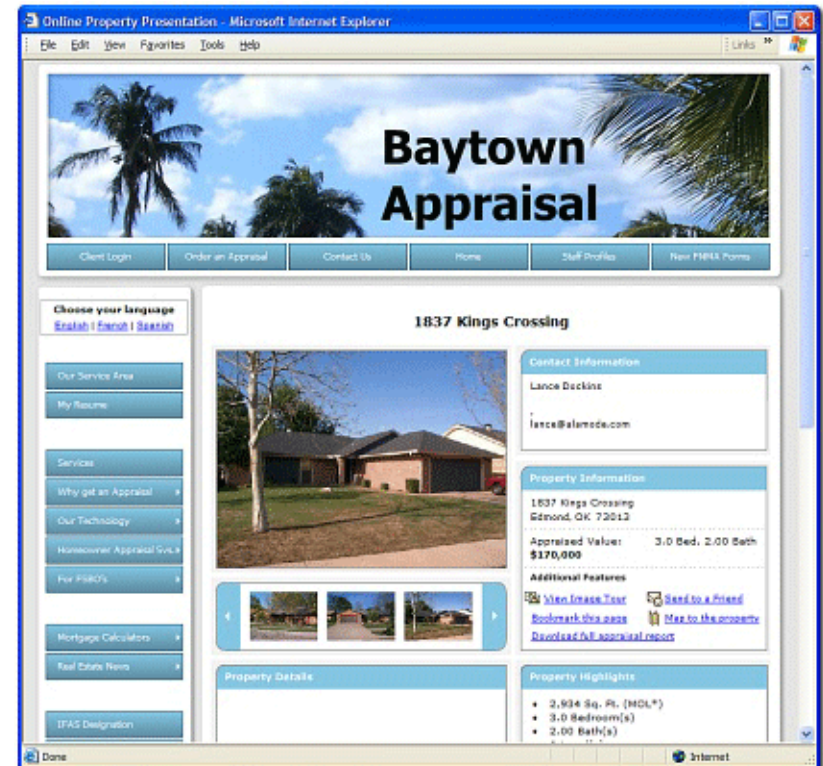 Online Property Presentation - Microsoft Internet Explorer
File Edit View Favorites Tools Help
Links »
Baytown
Appraisal
Client Login Order an Appraisal Contact Us Home Staff Profiles New FNMA Forms
Choose your language
English | French | Spanish
Our Service Area
My Resume
Services
Why get an Appraisal
Our Technology
Homeowner Appraisal Svs.
For FSBO's
Mortgage Calculators
Real Estate News
IFAS Designation
1837 Kings Crossing
Contact Information
Lance Dockins
,
lance@alamode.com
Property Information
1837 Kings Crossing
Edmond, OK 73013
Appraised Value: 3.0 Bed, 2.00 Bath
$170,000
Additional Features
View Image Tour Send to a Friend
Bookmark this page Map to the property
Download full appraisal report
Property Details
Property Highlights
• 2,934 Sq. Ft. (MOL*)
• 3.0 Bedroom(s)
• 2.00 Bath(s)
Done Internet